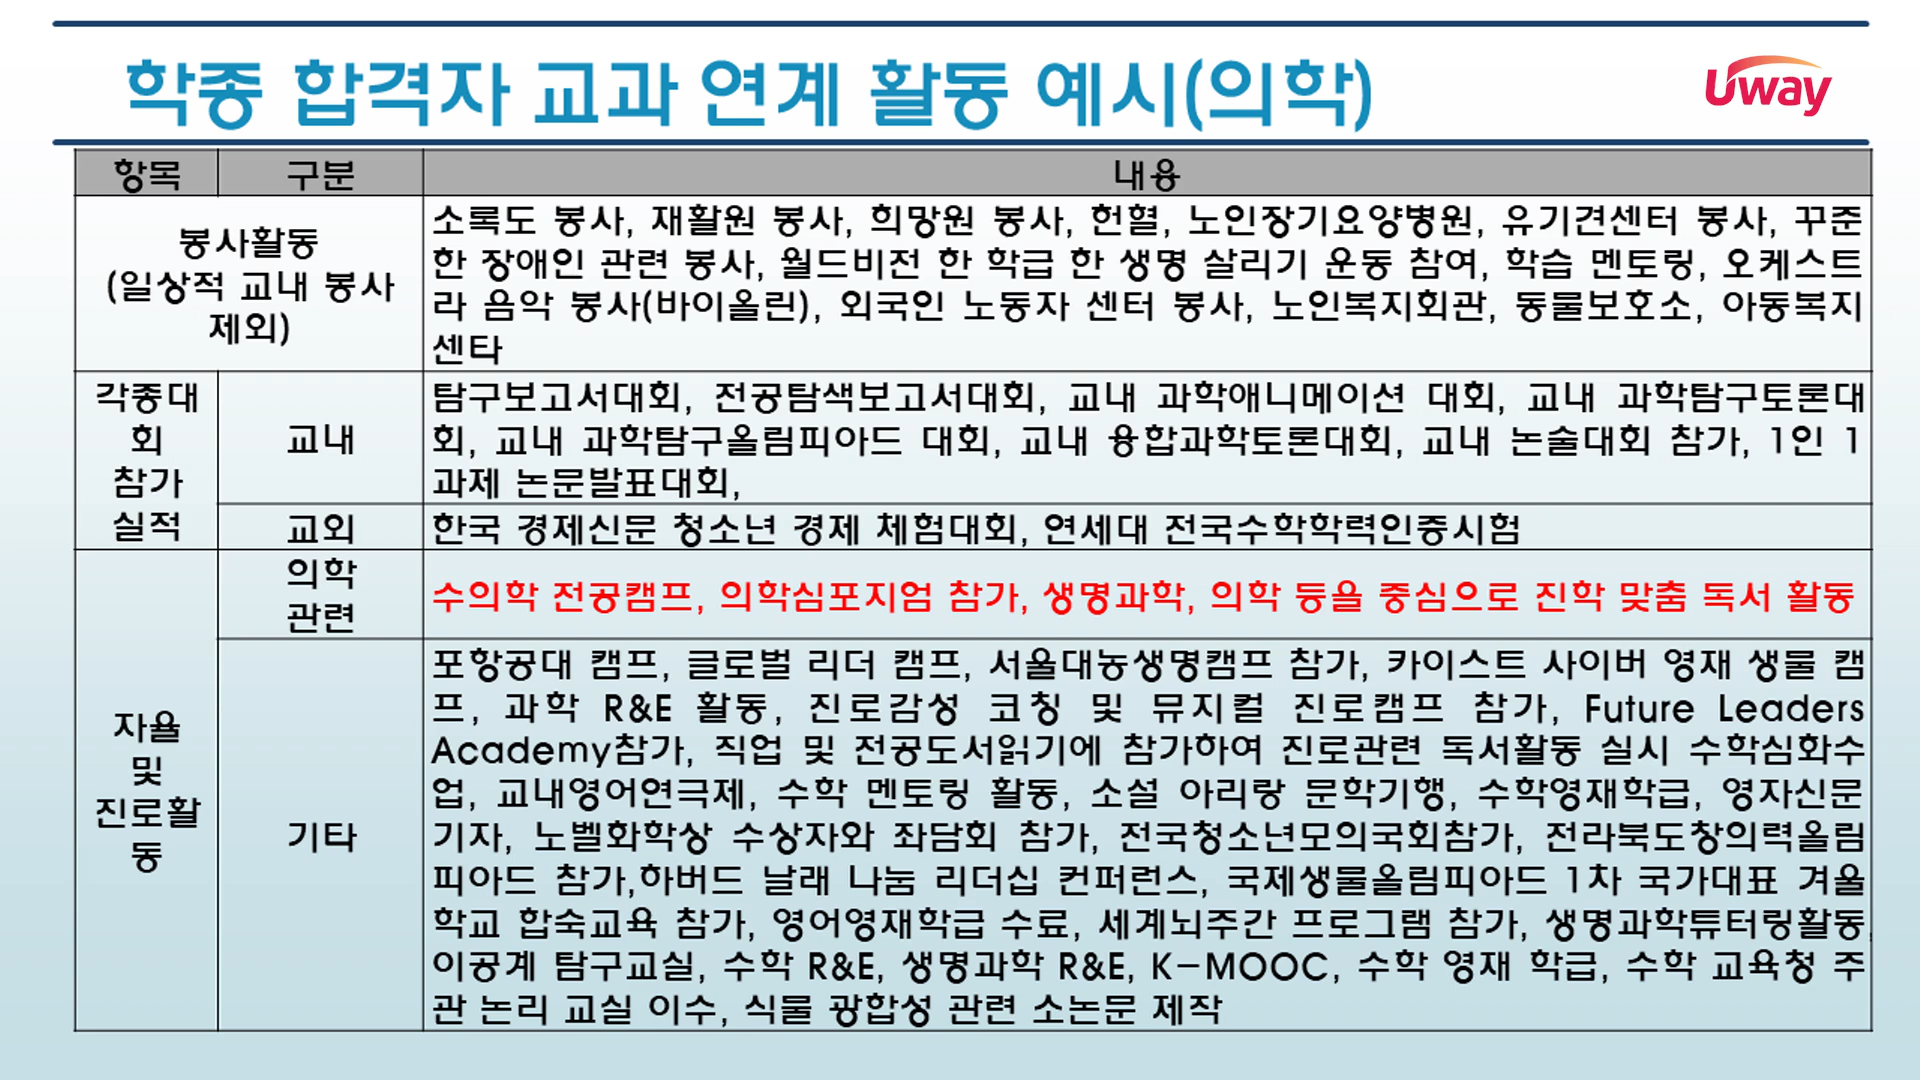 학종 합격자 교과 연계 활동 예시(의학)
Uway
항목 구분 내용
봉사활동
(일상적 교내 봉사
제외)
소록도 봉사, 재활원 봉사, 희망원 봉사, 헌혈, 노인장기요양병원, 유기견센터 봉사, 꾸준
한 장애인 관련 봉사, 월드비전 한 학급 한 생명 살리기 운동 참여, 학습 멘토링, 오케스트
라 음악 봉사(바이올린), 외국인 노동자 센터 봉사, 노인복지회관, 동물보호소, 아동복지
센타
각종대
회
참가
실적
교내
탐구보고서대회, 전공탐색보고서대회, 교내 과학애니메이션 대회, 교내 과학탐구토론대
회, 교내 과학탐구올림피아드 대회, 교내 융합과학토론대회, 교내 논술대회 참가, 1인 1
과제 논문발표대회,
교외
한국 경제신문 청소년 경제 체험대회, 연세대 전국수학학력인증시험
자율
및
진로활
동
의학
관련
수의학 전공캠프, 의학심포지엄 참가, 생명과학, 의학 등을 중심으로 진학 맞춤 독서 활동
기타
포항공대 캠프, 글로벌 리더 캠프, 서울대농생명캠프 참가, 카이스트 사이버 영재 생물 캠
프, 과학 R&E 활동, 진로감성 코칭 및 뮤지컬 진로캠프 참가, Future Leaders
Academy참가, 직업 및 전공도서읽기에 참가하여 진로관련 독서활동 실시 수학심화수
업, 교내영어연극제, 수학 멘토링 활동, 소설 아리랑 문학기행, 수학영재학급, 영자신문
기자, 노벨화학상 수상자와 좌담회 참가, 전국청소년모의국회참가, 전라북도창의력올림
피아드 참가,하버드 날래 나눔 리더십 컨퍼런스, 국제생물올림피아드 1차 국가대표 겨울
학교 합숙교육 참가, 영어영재학급 수료, 세계뇌주간 프로그램 참가, 생명과학튜터링활동,
이공계 탐구교실, 수학 R&E, 생명과학 R&E, K-MOOC, 수학 영재 학급, 수학 교육청 주
관 논리 교실 이수, 식물 광합성 관련 소논문 제작